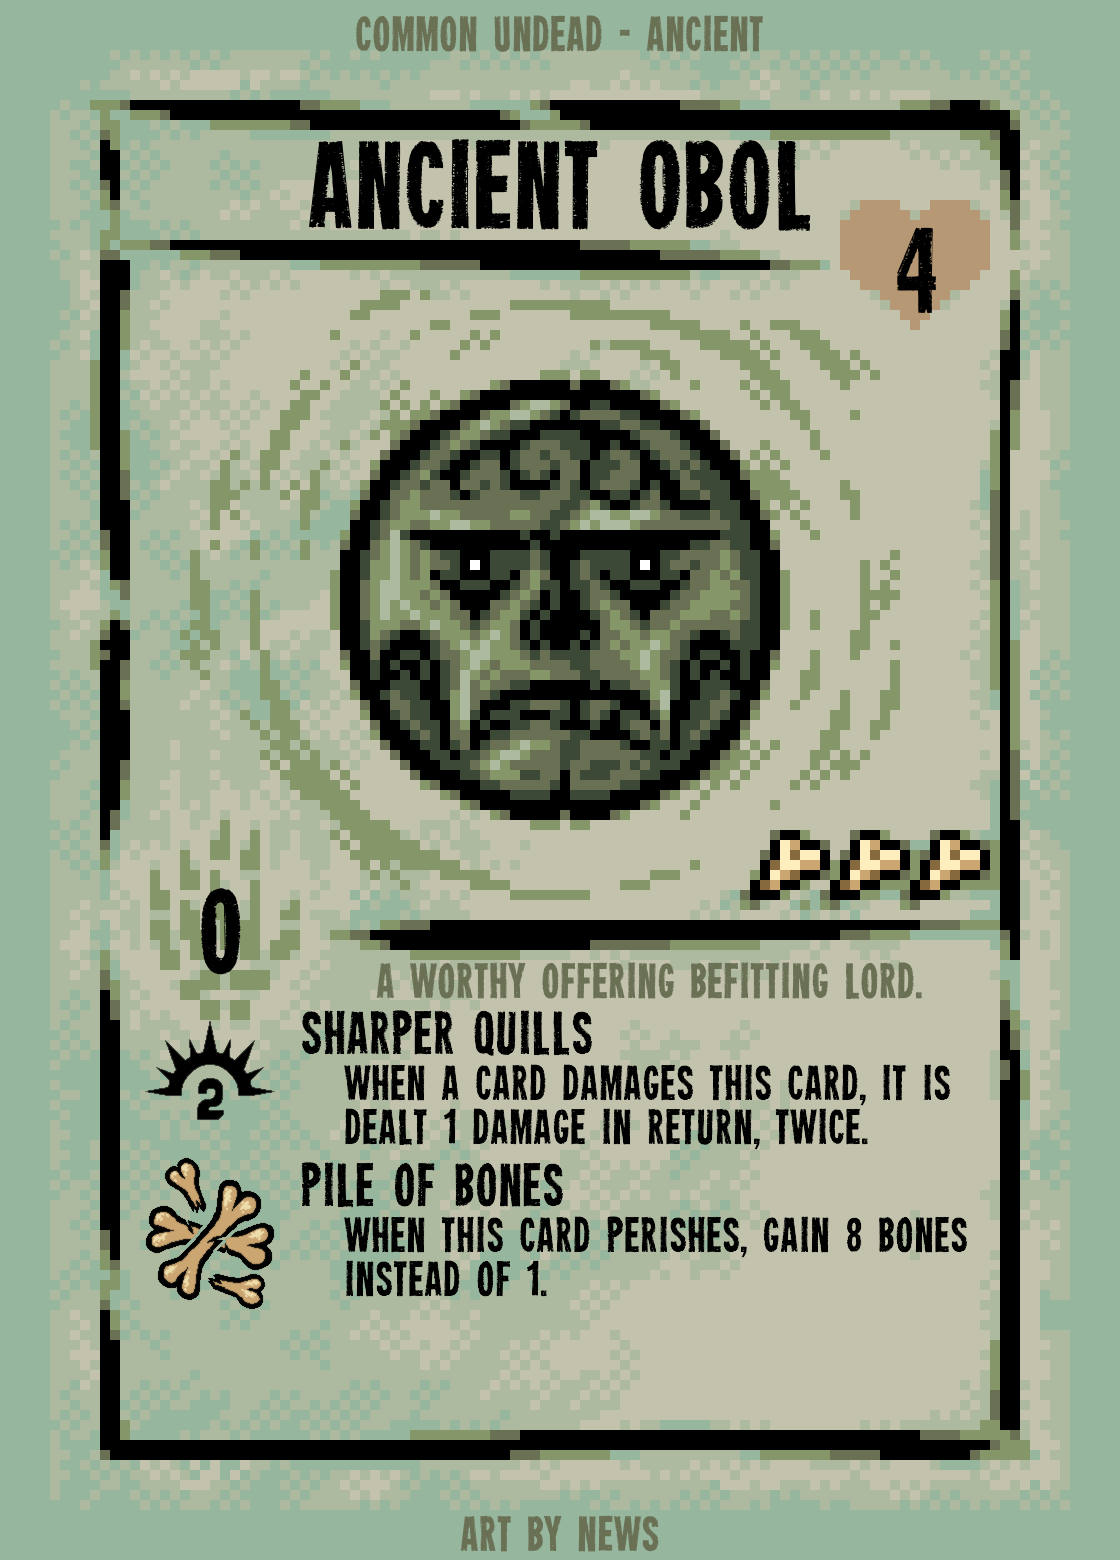 COMMON UNDEAD - ANCIENT
ANCIENT OBOL
4
0
A WORTHY OFFERING BEFITTING LORD.
SHARPER QUILLS
2
WHEN A CARD DAMAGES THIS CARD, IT IS
DEALT 1 DAMAGE IN RETURN, TWICE.
PILE OF BONES
WHEN THIS CARD PERISHES, GAIN 8 BONES
INSTEAD OF 1.
ART BY NEWS